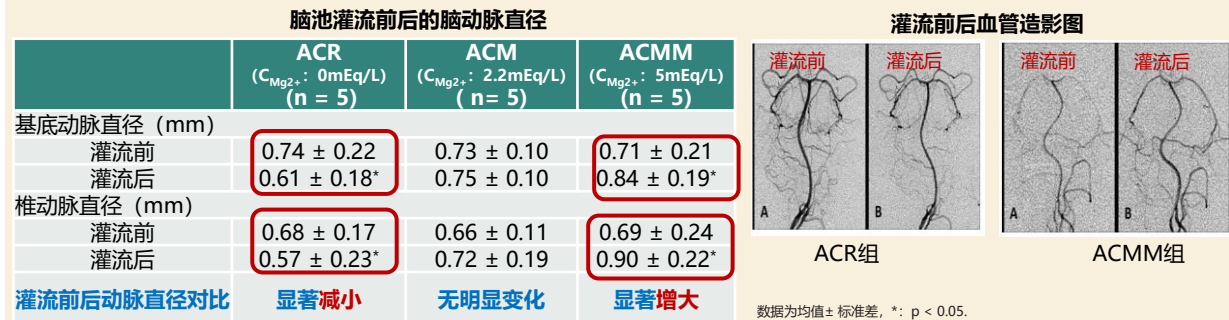 脑池灌流前后的脑动脉直径
ACR ACM ACMM
(CMg2+: 0mEq/L) (CMg2+: 2.2mEq/L) (CMg2+: 5mEq/L)
(n = 5) ( n= 5) (n = 5)
基底动脉直径（mm）
灌流前 0.74 ± 0.22 0.73 ± 0.10 0.71 ± 0.21
灌流后 0.61 ± 0.18* 0.75 ± 0.10 0.84 ± 0.19*
椎动脉直径（mm）
灌流前 0.68 ± 0.17 0.66 ± 0.11 0.69 ± 0.24
灌流后 0.57 ± 0.23* 0.72 ± 0.19 0.90 ± 0.22*
灌流前后动脉直径对比 显著减小 无明显变化 显著增大
灌流前后血管造影图
灌流前 灌流后 灌流前 灌流后
A B A B
ACR组 ACMM组
数据为均值± 标准差，*: p < 0.05.